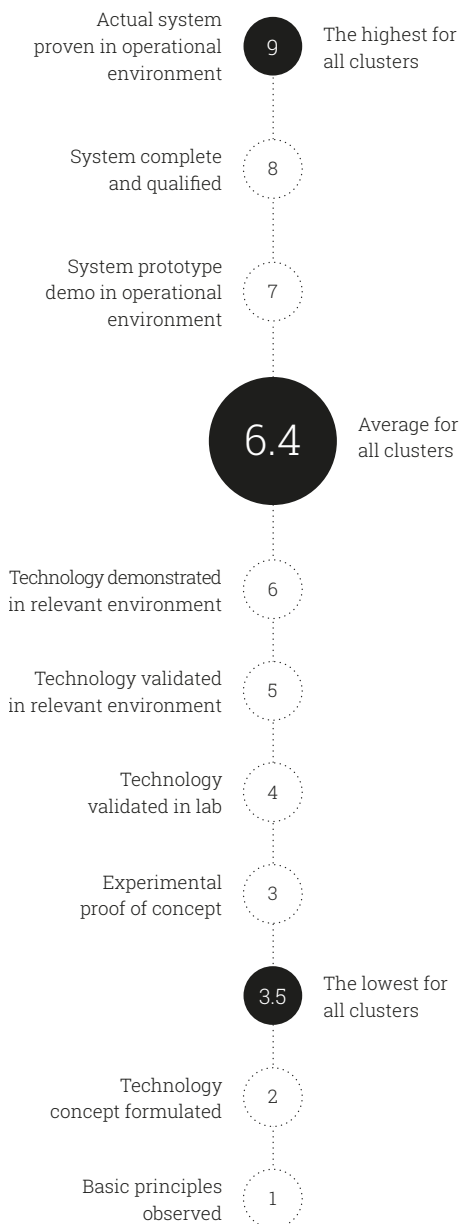 Actual system
proven in operational
environment
9
The highest for
all clusters
System complete
and qualified
8
System prototype
demo in operational
environment
7
6.4
Average for
all clusters
Technology demonstrated
in relevant environment
6
Technology validated
in relevant environment
5
Technology
validated in lab
4
Experimental
proof of concept
3
3.5
The lowest for
all clusters
Technology
concept formulated
2
Basic principles
observed
1